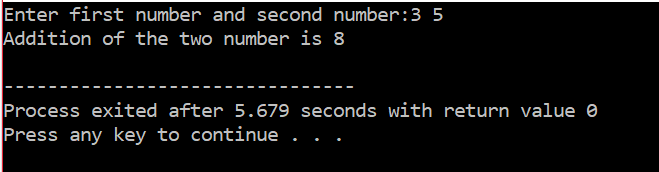 Enter first number and second number:3 5
Addition of the two number is 8
--------------------------------
Process exited after 5.679 seconds with return value 0
Press any key to continue . . .